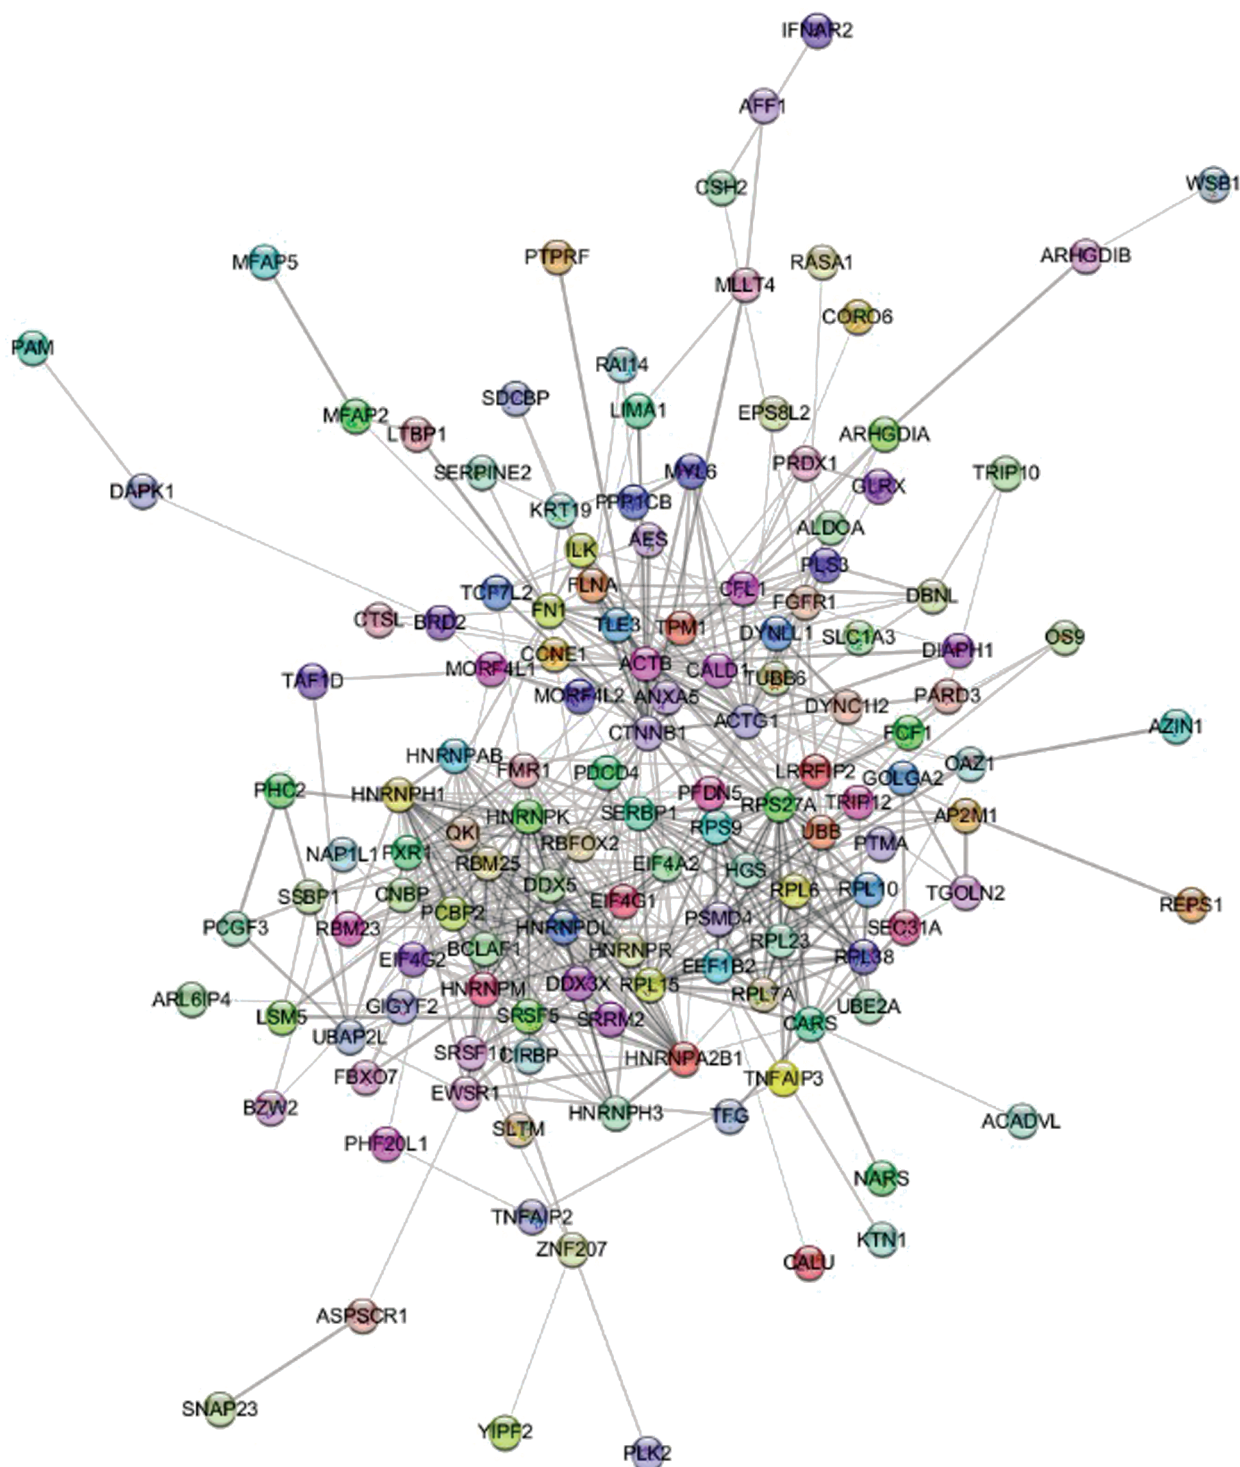 IFNAR2
AFF1
CSH2
WSB1
MFAP5
PTPRF
RASA1
ARHGDIB
MLLT4
CORO6
PAM
RAI14
SDCBP
LIMA1
EPS8L2
MFAP2
LTBP1
ARHGDIA
SERPINE2
MYL6
PRDX1
TRIP10
GLRX
DAPK1
KRT19
PPP1CB
ALDOA
AES
ILK
PLS3
FLNA
TCF7L2
CFL1
FGFR1
DBNL
FN1
CTSL
BRD2
TLE3
TPM1
DYNLL1
SLC1A3
OS9
CCNE1
DIAPH1
MORF4L1
ACTB
CALD1
TUBB6
TAF1D
MORF4L2
ANXA5
PARD3
DYNC1I2
ACTG1
CTNNB1
FCF1
AZIN1
HNRNPAB
FMR1
PDCD4
LRRFIP2
GOLGA2
OAZ1
PHC2
HNRNPH1
PFDN5
RPS27A
TRIP12
HNRNPK
SERBP1
AP2M1
QKI
RPS9
UBB
RBFOX2
PTMA
NAP1L1
FXR1
RBM25
EIF4A2
HGS
SSBP1
CNBP
DDX5
RPL6
RPL10
TGOLN2
PCBP2
EIF4G1
REPS1
PCGF3
RBM23
HNRNPDL
PSMD4
SEC31A
BCLAF1
HNRNPR
RPL23
EIF4G2
EEF1B2
RPL38
HNRNPM
DDX3X
RPL15
RPL7A
ARL6IP4
GIGYF2
UBE2A
LSM5
SRSF5
SRRM2
CARS
UBAP2L
SRSF11
CIRBP
HNRNPA2B1
FBXO7
TNFAIP3
EWSR1
BZW2
HNRNPH3
TFG
ACADVL
SLTM
PHF20L1
NARS
TNFAIP2
KTN1
ZNF207
CALU
ASPSCR1
SNAP23
YIPF2
PLK2